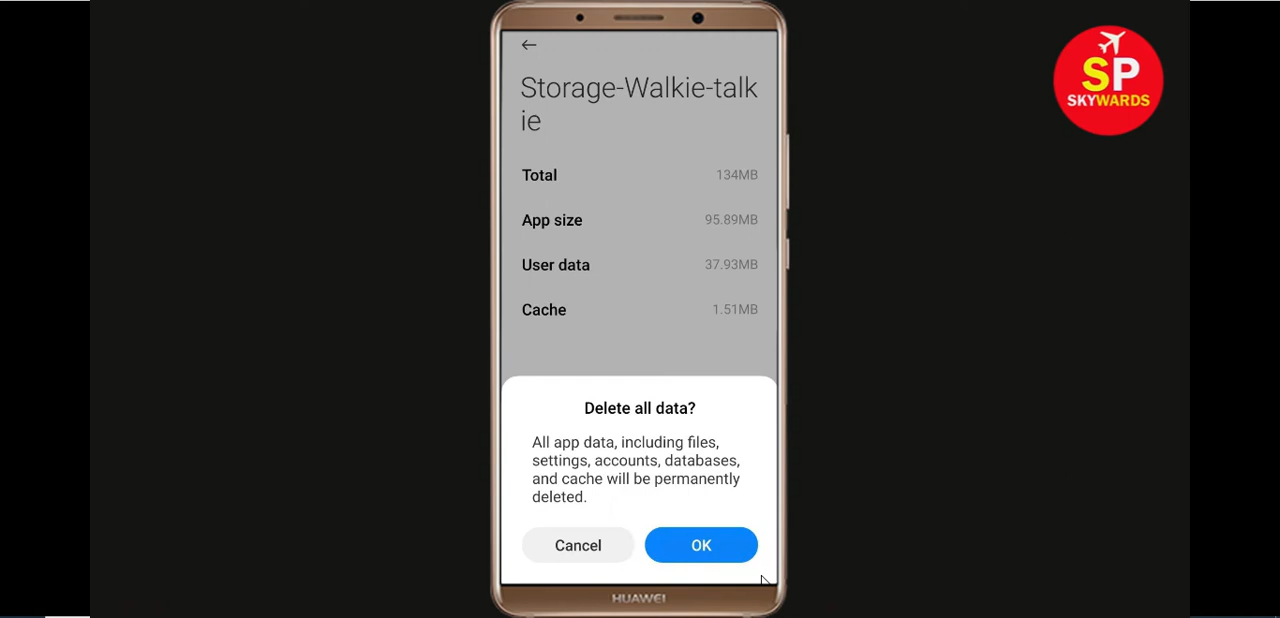 SP
SKYWARDS
Storage-Walkie-talk
ie
Total 134MB
App size 95.89MB
User data 37.93MB
Cache 1.51MB
Delete all data?
All app data, including files,
settings, accounts, databases,
and cache will be permanently
deleted.
Cancel OK
HUAWEI